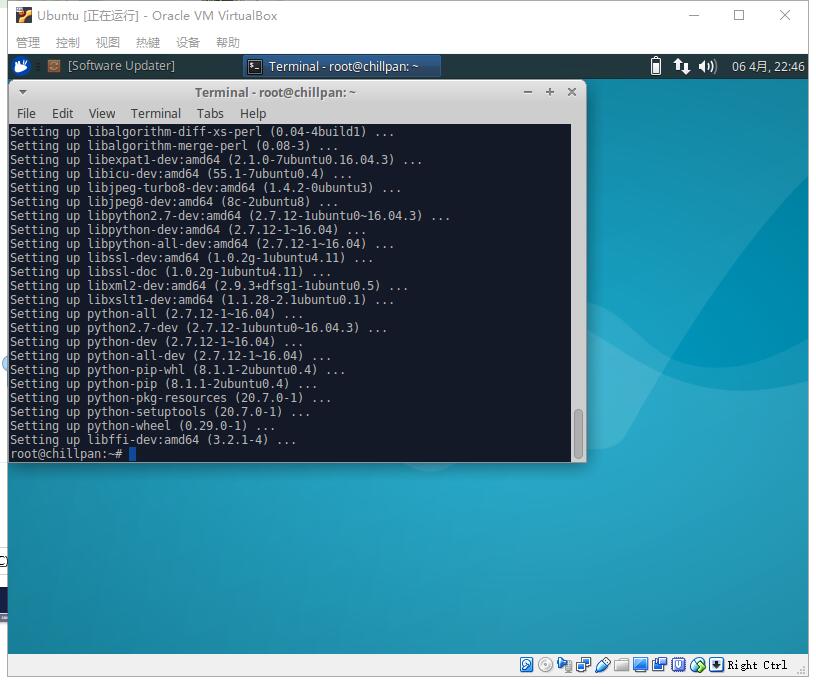 Ubuntu [正在运行] - Oracle VM VirtualBox
管理 控制 视图 热键 设备 帮助
[Software Updater] Terminal - root@chillpan: ~ 06 4月, 22:46
Terminal - root@chillpan: ~
File Edit View Terminal Tabs Help
Setting up libalgorithm-diff-xs-perl (0.04-4build1) ...
Setting up libalgorithm-merge-perl (0.08-3) ...
Setting up libexpat1-dev:amd64 (2.1.0-7ubuntu0.16.04.3) ...
Setting up libicu-dev:amd64 (55.1-7ubuntu0.4) ...
Setting up libjpeg-turbo8-dev:amd64 (1.4.2-0ubuntu3) ...
Setting up libjpeg8-dev:amd64 (8c-2ubuntu8) ...
Setting up libpython2.7-dev:amd64 (2.7.12-1ubuntu0~16.04.3) ...
Setting up libpython-dev:amd64 (2.7.12-1~16.04) ...
Setting up libpython-all-dev:amd64 (2.7.12-1~16.04) ...
Setting up libssl-dev:amd64 (1.0.2g-1ubuntu4.11) ...
Setting up libssl-doc (1.0.2g-1ubuntu4.11) ...
Setting up libxml2-dev:amd64 (2.9.3+dfsg1-1ubuntu0.5) ...
Setting up libxslt1-dev:amd64 (1.1.28-2.1ubuntu0.1) ...
Setting up python-all (2.7.12-1~16.04) ...
Setting up python2.7-dev (2.7.12-1ubuntu0~16.04.3) ...
Setting up python-dev (2.7.12-1~16.04) ...
Setting up python-all-dev (2.7.12-1~16.04) ...
Setting up python-pip-whl (8.1.1-2ubuntu0.4) ...
Setting up python-pip (8.1.1-2ubuntu0.4) ...
Setting up python-pkg-resources (20.7.0-1) ...
Setting up python-setuptools (20.7.0-1) ...
Setting up python-wheel (0.29.0-1) ...
Setting up libffi-dev:amd64 (3.2.1-4) ...
root@chillpan:~#
Right Ctrl